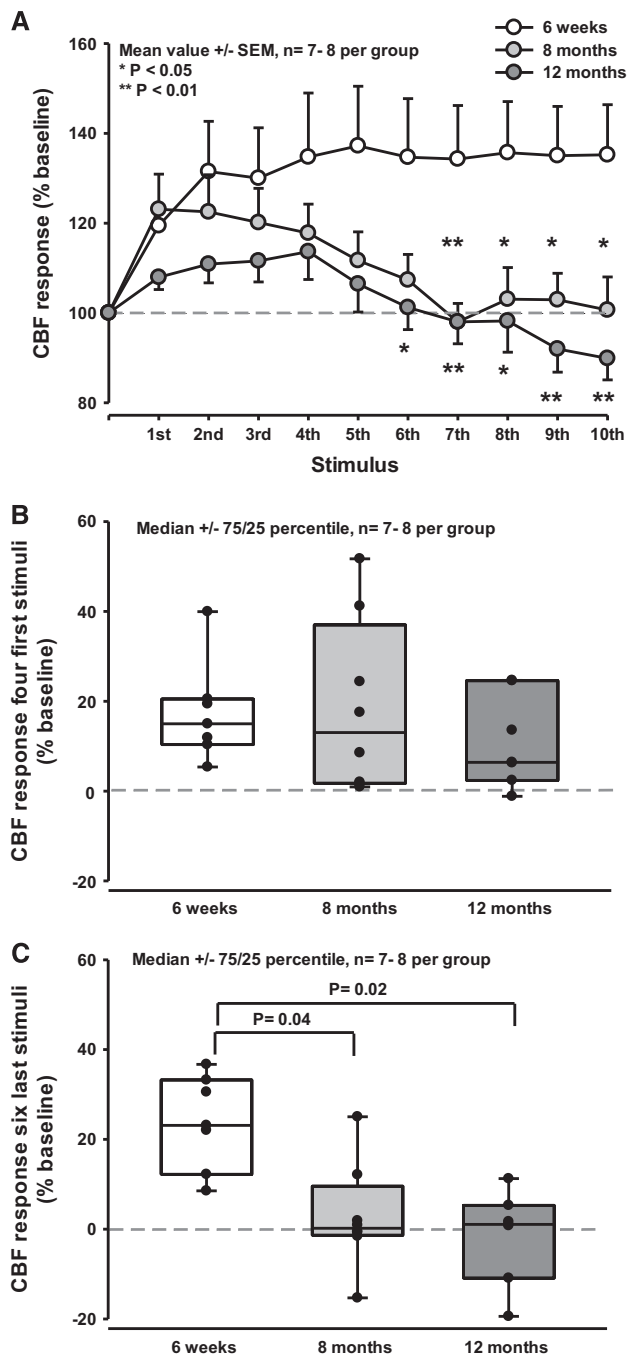 A
6 weeks
8 months
12 months
Mean value +/- SEM, n= 7- 8 per group
* P < 0.05
** P < 0.01
CBF response (% baseline)
160
140
120
100
80
** * * *
* ** * ** **
1st 2nd 3rd 4th 5th 6th 7th 8th 9th 10th
Stimulus
B
Median +/- 75/25 percentile, n= 7- 8 per group
CBF response four first stimuli
(% baseline)
60
40
20
0
-20
6 weeks 8 months 12 months
C
Median +/- 75/25 percentile, n= 7- 8 per group
P= 0.02
P= 0.04
CBF response six last stimuli
(% baseline)
60
40
20
0
-20
6 weeks 8 months 12 months